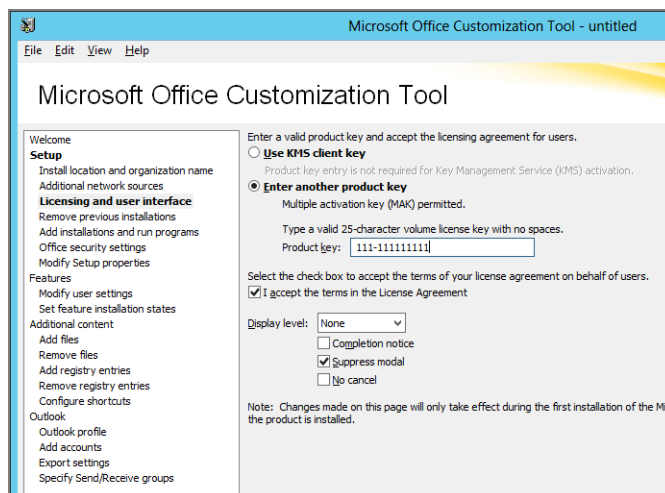 Microsoft Office Customization Tool - untitled
File Edit View Help
Microsoft Office Customization Tool
Welcome
Setup
Install location and organization name
Additional network sources
Licensing and user interface
Remove previous installations
Add installations and run programs
Office security settings
Modify Setup properties
Features
Modify user settings
Set feature installation states
Additional content
Add files
Remove files
Add registry entries
Remove registry entries
Configure shortcuts
Outlook
Outlook profile
Add accounts
Export settings
Specify Send/Receive groups
Enter a valid product key and accept the licensing agreement for users.
Use KMS client key
Product key entry is not required for Key Management Service (KMS) activation.
Enter another product key
Multiple activation key (MAK) permitted.
Type a valid 25-character volume license key with no spaces.
Product key: 111-111111111
Select the check box to accept the terms of your license agreement on behalf of users.
I accept the terms in the License Agreement
Display level: None
Completion notice
Suppress modal
No cancel
Note: Changes made on this page will only take effect during the first installation of the Mi
the product is installed.